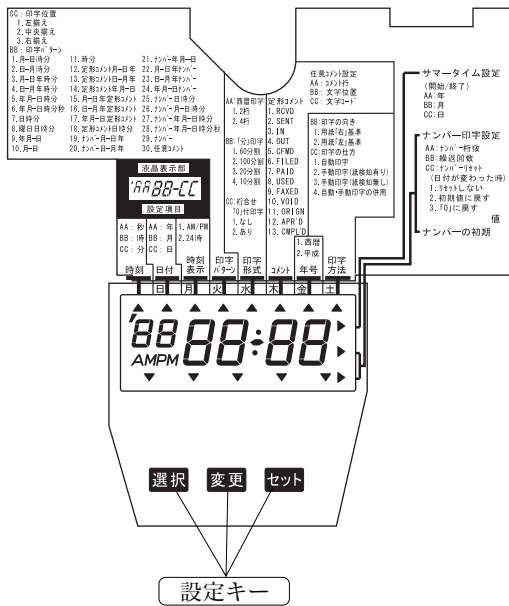 CC：印字位置
1.左揃え
2.中央揃え
3.右揃え
BB：印字パターン
1.月-日時分
2.日-月時分
3.月-日年時分
4.日-月年時分
5.年月-日時分
6.年月-日時分秒
7.日時分
8.曜日日時分
9.年月-日
10.月-日
11.時分
12.定形コメント月-日年
13.定形コメント日-月年
14.定形コメント年月-日
15.月-日年定形コメント
16.日-月年定形コメント
17.年月-日定形コメント
18.定形コメント日時分
19.ナンバー月-日年
20.ナンバー日-月年
21.ナンバー年月-日
22.月-日年ナンバー
23.日-月年ナンバー
24.年月-日ナンバー
25.ナンバー日時分
26.ナンバー月-日時分
27.ナンバー年月-日時分
28.ナンバー年月-日時分秒
29.ナンバー
30.任意コメント
液晶表示部
'AABB-CC
設定項目
AA：秒
BB：時
CC：分
AA：年
BB：月
CC：日
1.AM/PM
2.24時
AA:西暦印字
1.2桁
2.4桁
BB:「分」印字
1.60分割
2.100分割
3.20分割
4.10分割
CC:桁合せ
「0」付印字
1.なし
2.あり
定形コメント
1.RCVD
2.SENT
3.IN
4.OUT
5.CFMD
6.FILED
7.PAID
8.USED
9.FAXED
10.VOID
11.ORIGN
12.APR'D
13.CMPL'D
任意コメント設定
AA：コメント行
BB：文字位置
CC：文字コード
BB:印字の向き
1.用紙「右」基準
2.用紙「左」基準
CC:印字の仕方
1.自動印字
2.手動印字(紙検知有り)
3.手動印字(紙検知無し)
4.自動・手動印字の併用
1.西暦
2.平成
サマータイム設定
(開始/終了)
AA:年
BB:月
CC:日
ナンバー印字設定
AA:ナンバー桁数
BB:繰返回数
CC:ナンバーリセット
(日付が変わった時)
1.リセットしない
2.初期値に戻す
3.「0」に戻す
値
ナンバーの初期
時刻 日付 時刻表示 印字パターン 印字形式 コメント 年号 印字方法
日 月 火 水 木 金 土
'88 88:88
AMPM
選択 変更 セット
設定キー